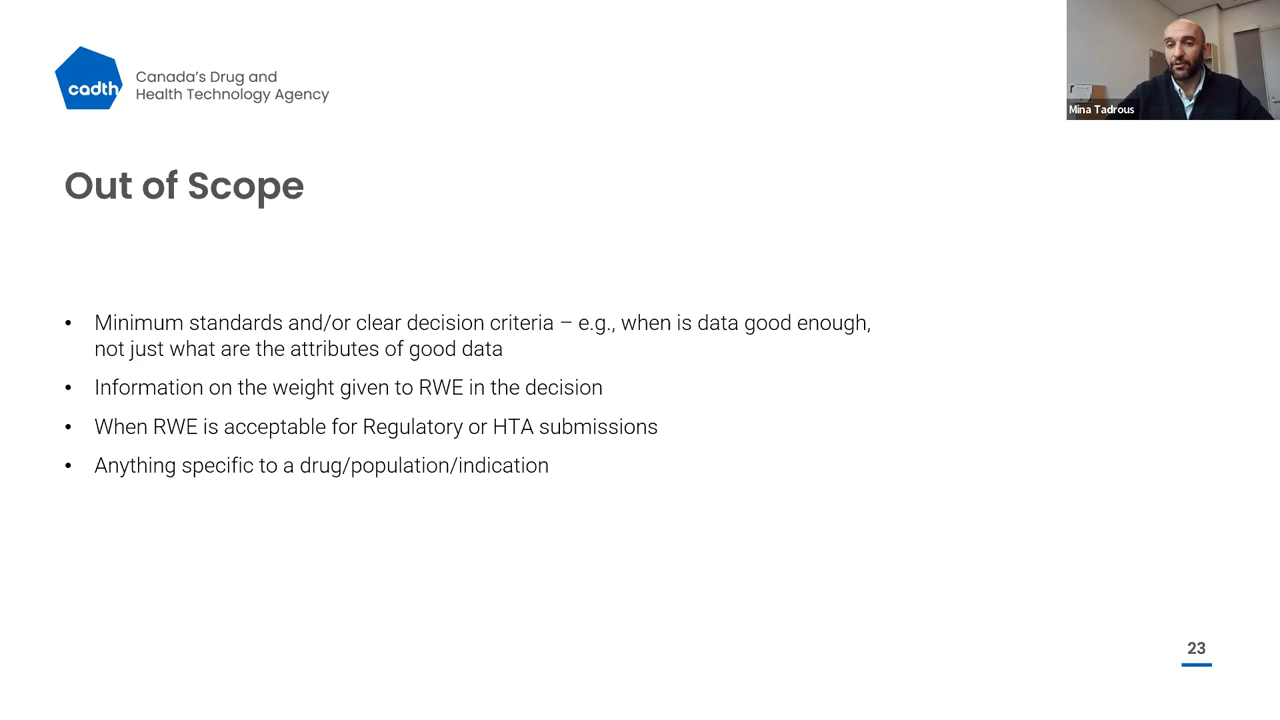 cadth
Canada's Drug and
Health Technology Agency
Mina Tadrous
Out of Scope
• Minimum standards and/or clear decision criteria – e.g., when is data good enough,
not just what are the attributes of good data
• Information on the weight given to RWE in the decision
• When RWE is acceptable for Regulatory or HTA submissions
• Anything specific to a drug/population/indication
23